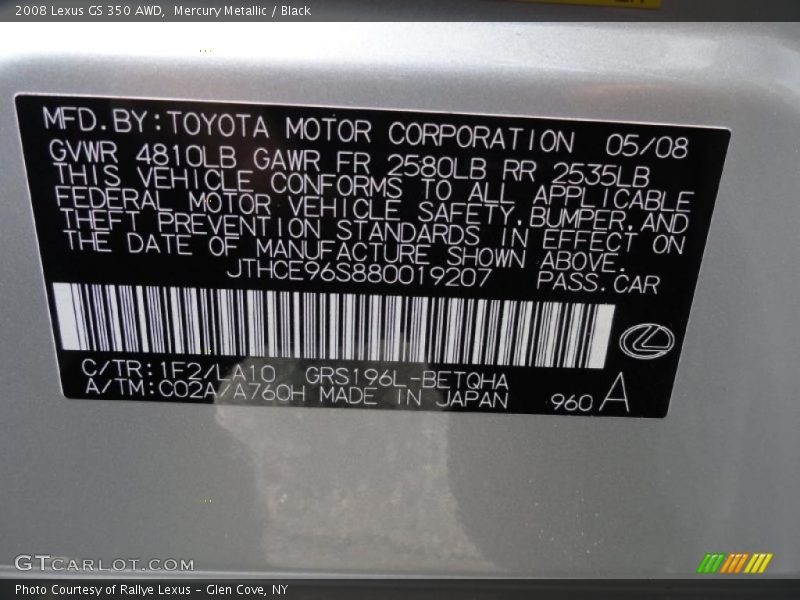 2008 Lexus GS 350 AWD,  Mercury Metallic / Black
MFD.BY:TOYOTA MOTOR CORPORATION 05/08
GVWR 4810LB GAWR FR 2580LB RR 2535LB
THIS VEHICLE CONFORMS TO ALL APPLICABLE
FEDERAL MOTOR VEHICLE SAFETY,BUMPER,AND
THEFT PREVENTION STANDARDS IN EFFECT ON
THE DATE OF MANUFACTURE SHOWN ABOVE.
JTHCE96S880019207 PASS.CAR
C/TR:1F2/LA10 GRS196L-BETQHA
A/TM:C02A/A760H MADE IN JAPAN 960 A
GTCARLOT.COM
Photo Courtesy of Rallye Lexus - Glen Cove, NY